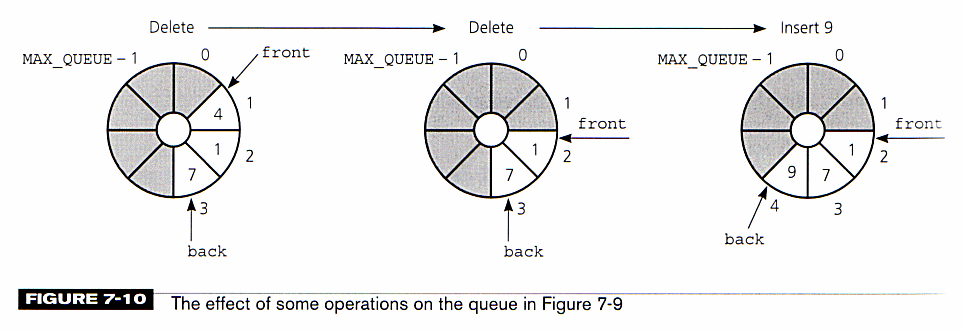 Delete Delete Insert 9
MAX_QUEUE – 1 0 front MAX_QUEUE – 1 0 MAX_QUEUE – 1 0
4 1 1 1
front front
1 2 1 2 1 2
7 7 9 7
3 3 4 3
back back back
FIGURE 7-10 The effect of some operations on the queue in Figure 7-9